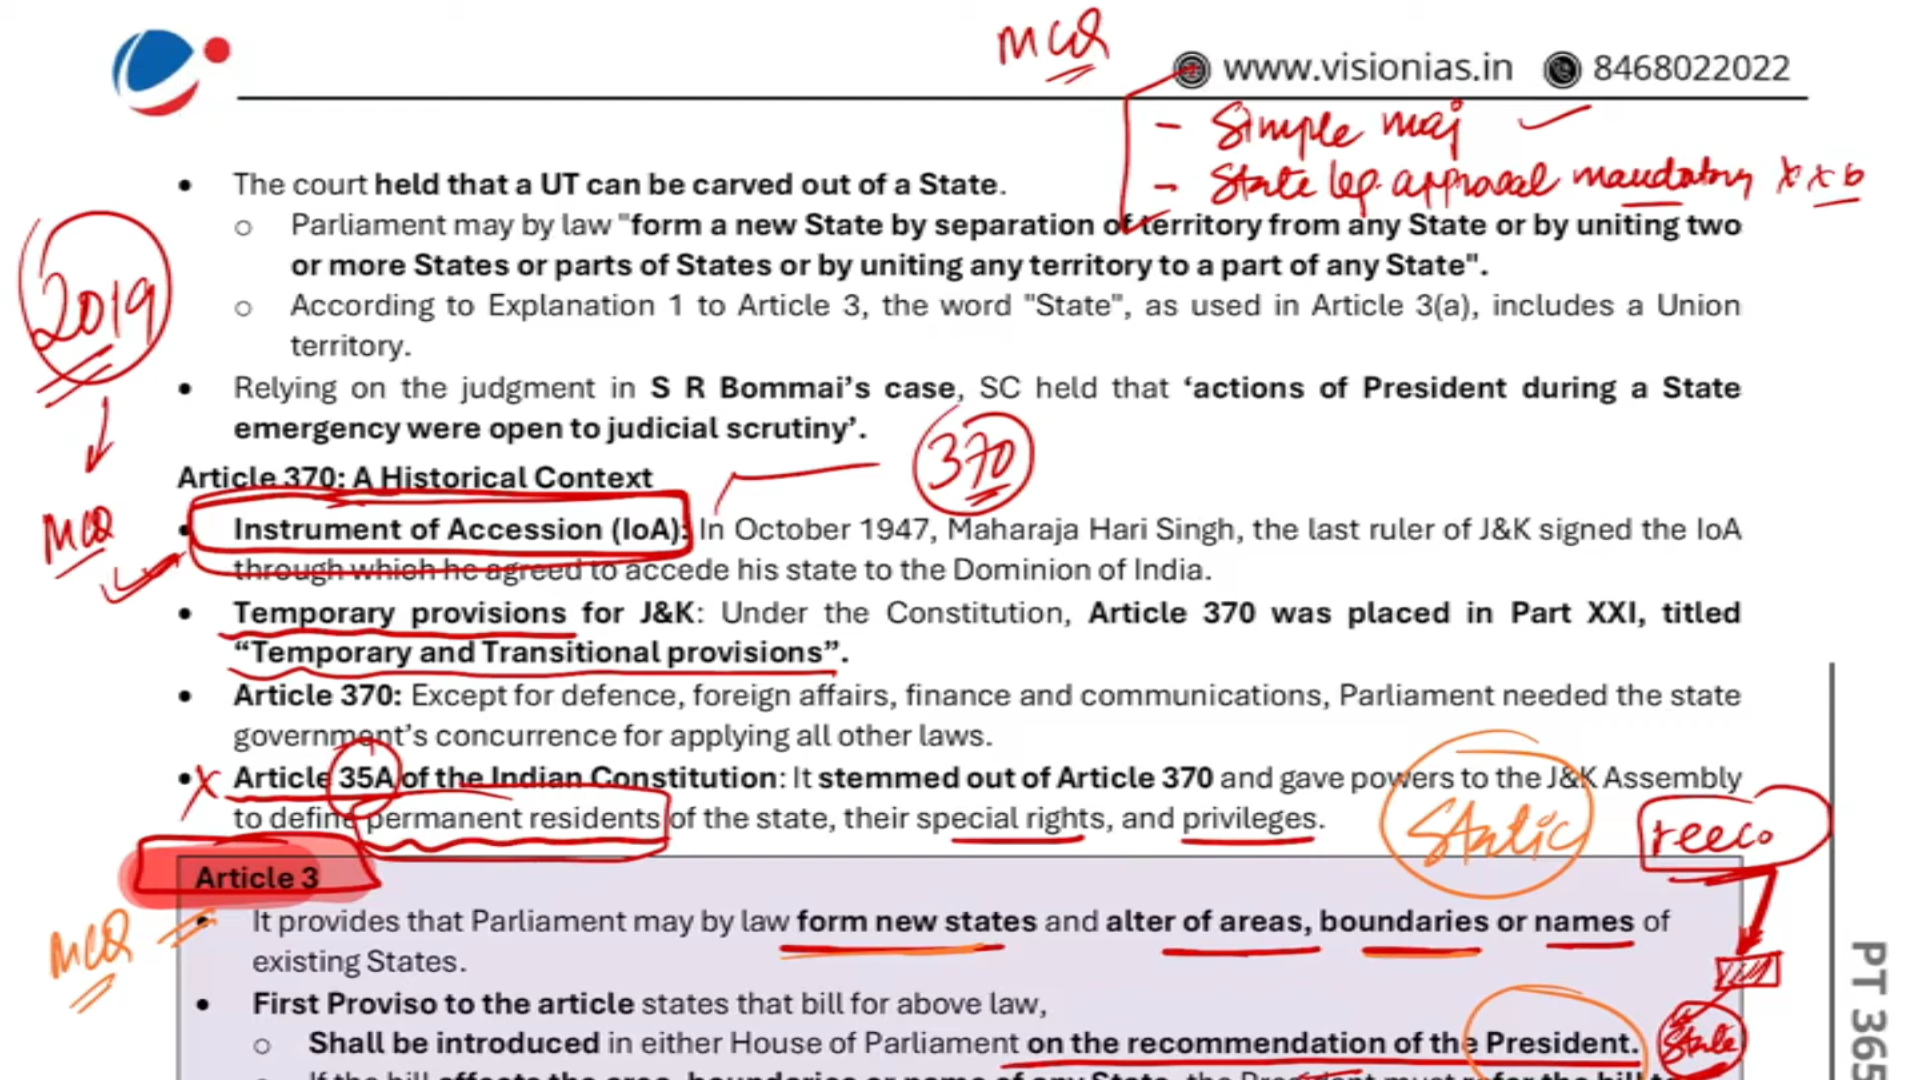 MCQ
www.visionias.in 8468022022
- Simple maj
- State leg. approval mandatory x x
• The court held that a UT can be carved out of a State.
o Parliament may by law "form a new State by separation of territory from any State or by uniting two
or more States or parts of States or by uniting any territory to a part of any State".
2019
o According to Explanation 1 to Article 3, the word "State", as used in Article 3(a), includes a Union
territory.
• Relying on the judgment in S R Bommai's case, SC held that 'actions of President during a State
emergency were open to judicial scrutiny'.
370
Article 370: A Historical Context
MCQ
• Instrument of Accession (IoA): In October 1947, Maharaja Hari Singh, the last ruler of J&K signed the IoA
through which he agreed to accede his state to the Dominion of India.
• Temporary provisions for J&K: Under the Constitution, Article 370 was placed in Part XXI, titled
"Temporary and Transitional provisions".
• Article 370: Except for defence, foreign affairs, finance and communications, Parliament needed the state
government's concurrence for applying all other laws.
• x Article 35A of the Indian Constitution: It stemmed out of Article 370 and gave powers to the J&K Assembly
to define permanent residents of the state, their special rights, and privileges.
Static
reeco
Article 3
MCQ
• It provides that Parliament may by law form new states and alter of areas, boundaries or names of
existing States.
• First Proviso to the article states that bill for above law,
o Shall be introduced in either House of Parliament on the recommendation of the President.
State
PT 365